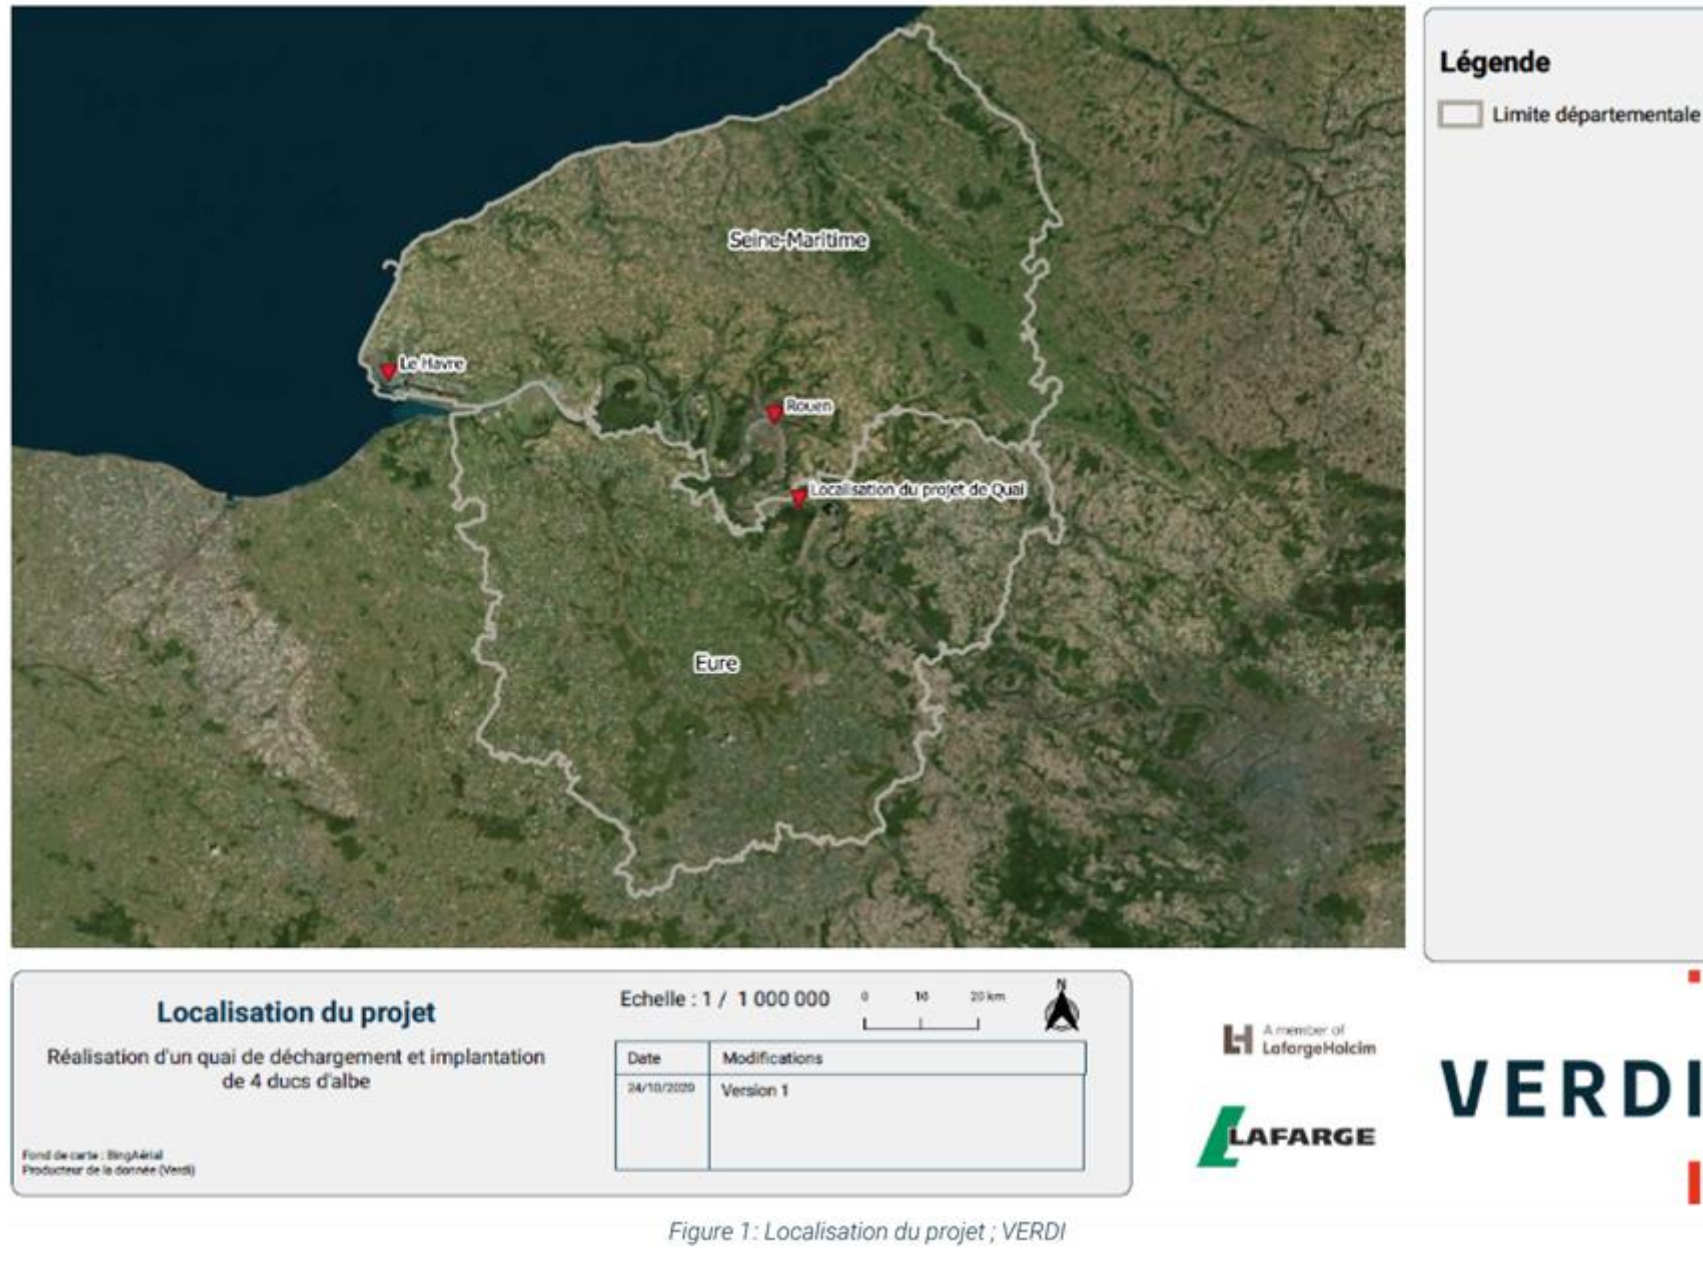 Légende
Limite départementale
Seine-Maritime
Le Havre
Rouen
Localisation du projet de Quai
Eure
Localisation du projet
Réalisation d'un quai de déchargement et implantation
de 4 ducs d'albe
Fond de carte : BingAérial
Producteur de la donnée (Verdi)
Echelle : 1 / 1 000 000
0 10 20 km
N
Date Modifications
24/10/2020 Version 1
A member of
LafargeHolcim
LAFARGE
VERDI
Figure 1: Localisation du projet ; VERDI